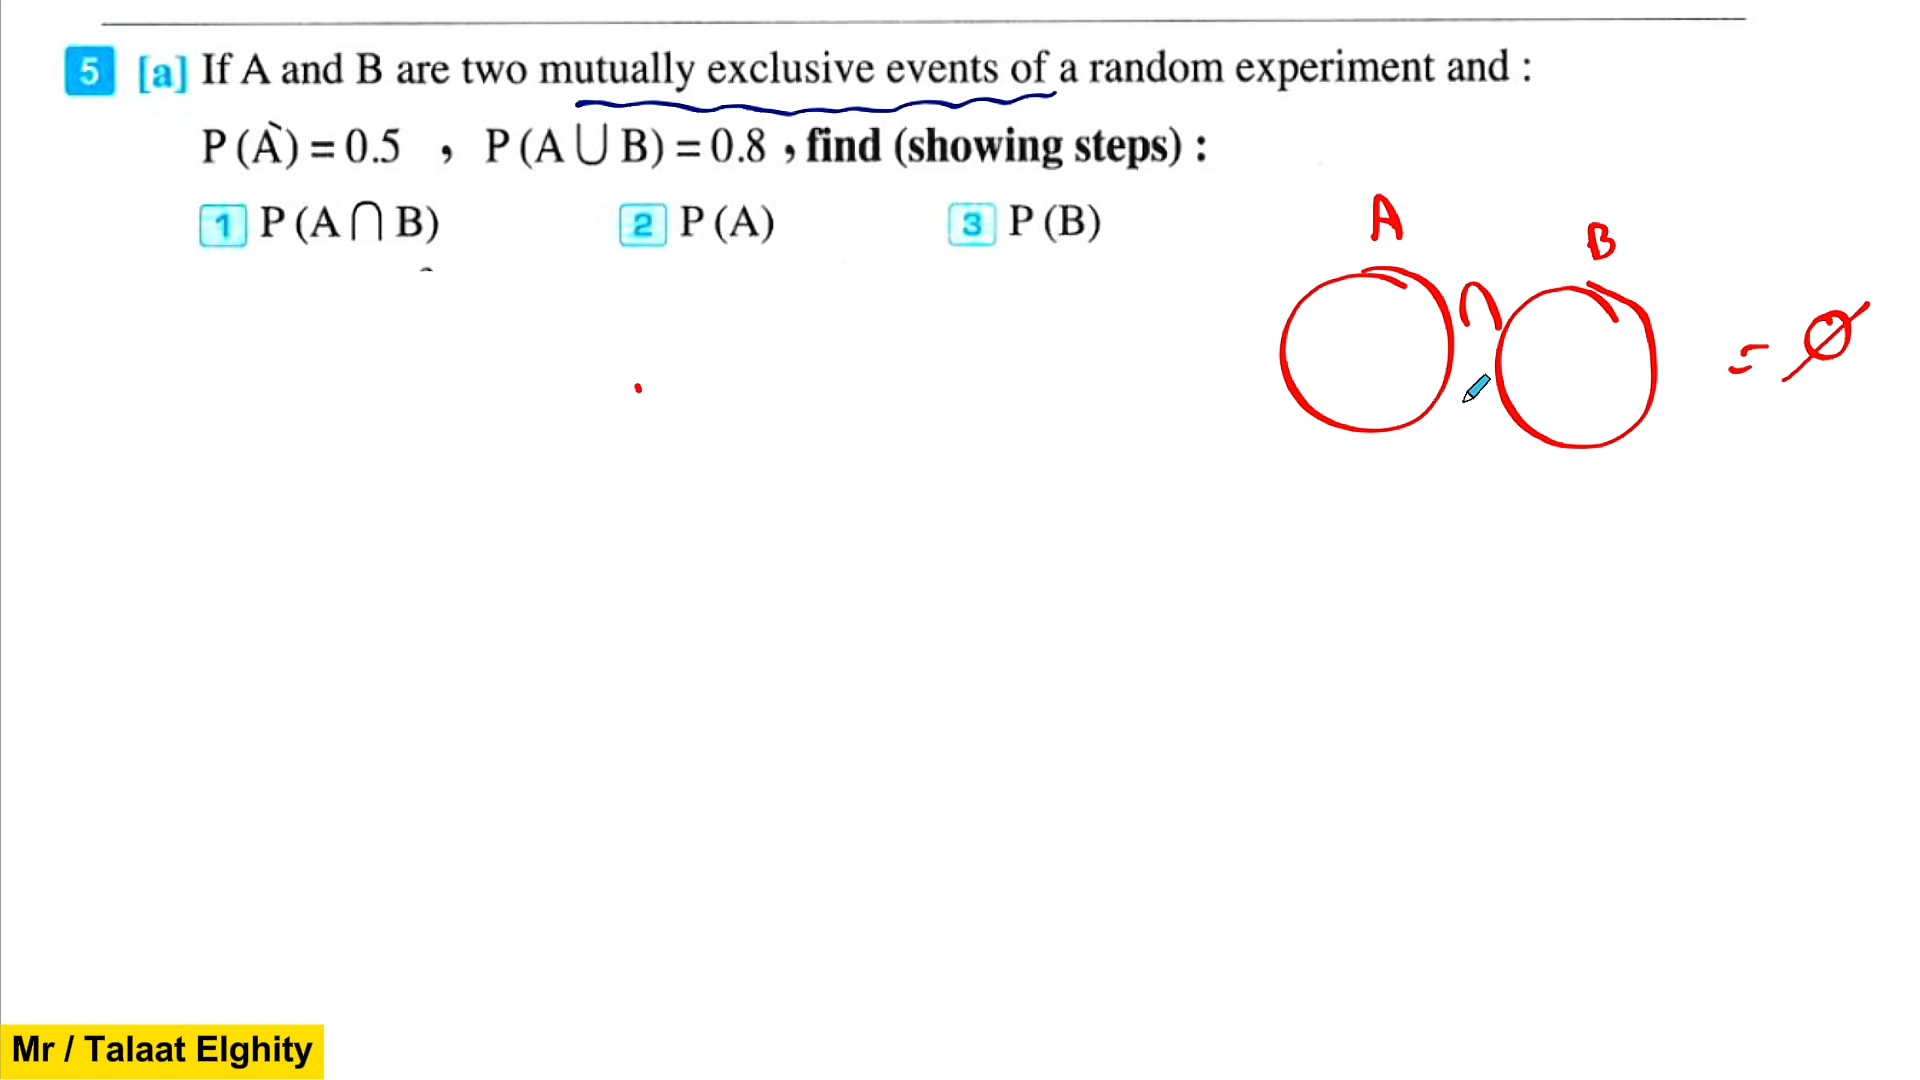 5 [a] If A and B are two mutually exclusive events of a random experiment and :
P (À) = 0.5 , P (A ⋃ B) = 0.8 , find (showing steps) :
1 P (A ⋂ B) 2 P (A) 3 P (B)
A B
∩ = Ø
Mr / Talaat Elghity